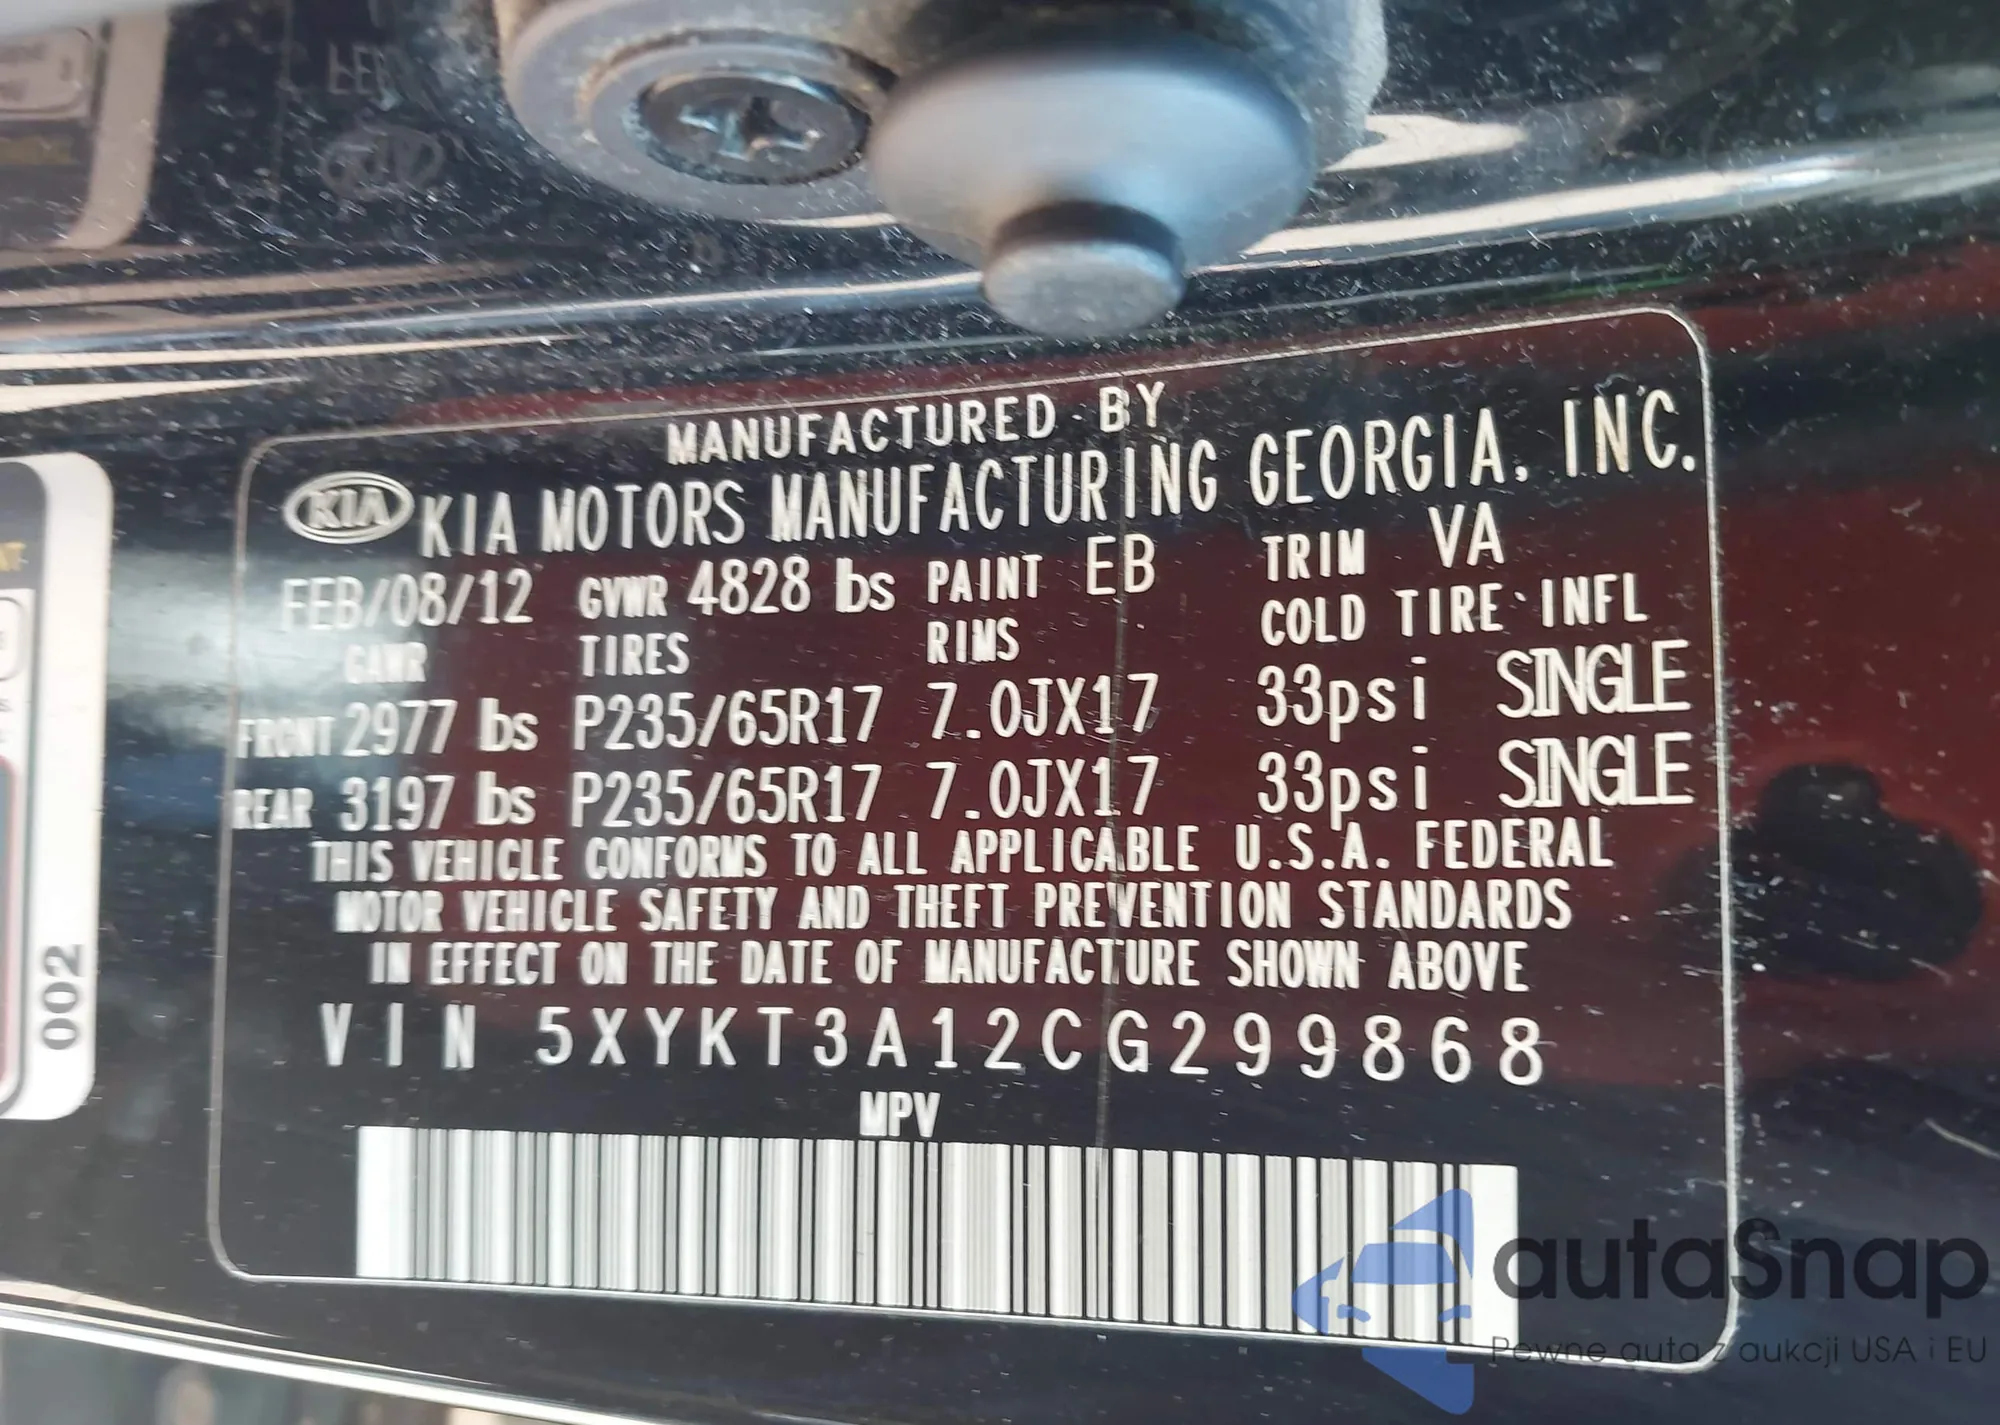 MANUFACTURED BY
KIA KIA MOTORS MANUFACTURING GEORGIA, INC.
FEB/08/12 GVWR 4828 lbs PAINT EB TRIM VA
GAWR TIRES RIMS COLD TIRE INFL
FRONT 2977 lbs P235/65R17 7.0JX17 33psi SINGLE
REAR 3197 lbs P235/65R17 7.0JX17 33psi SINGLE
THIS VEHICLE CONFORMS TO ALL APPLICABLE U.S.A. FEDERAL
MOTOR VEHICLE SAFETY AND THEFT PREVENTION STANDARDS
IN EFFECT ON THE DATE OF MANUFACTURE SHOWN ABOVE
VIN 5XYKT3A12CG299868
MPV
002
autaSnap
Pewne auta z aukcji USA i EU